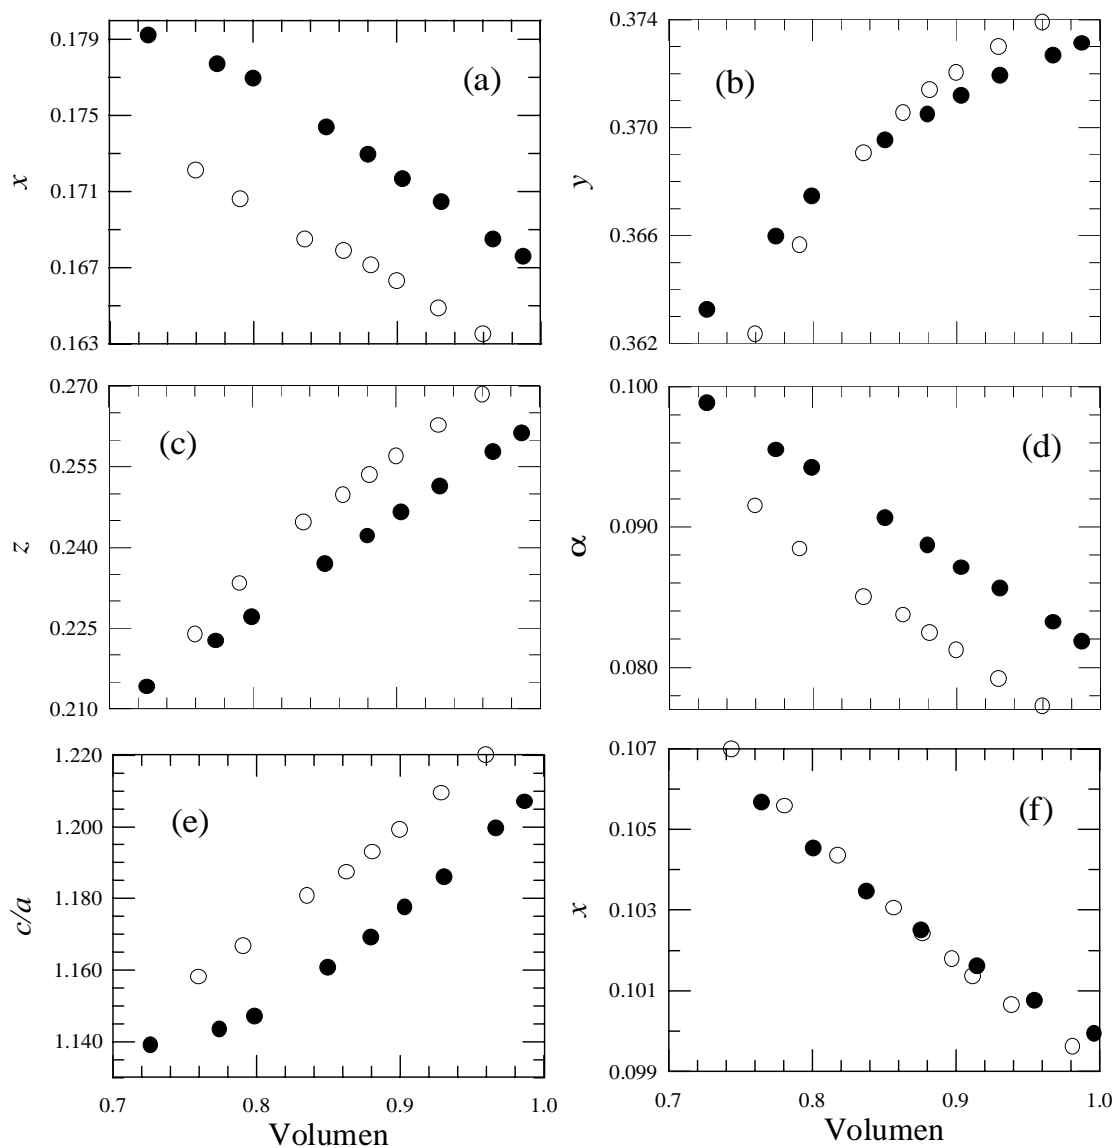 0.179
0.175
0.171
0.167
0.163
x
(a)
0.374
0.370
0.366
0.362
y
(b)
0.270
0.255
0.240
0.225
0.210
z
(c)
0.100
0.090
0.080
α
(d)
1.220
1.200
1.180
1.160
1.140
c/a
(e)
0.7 0.8 0.9 1.0
Volumen
0.107
0.105
0.103
0.101
0.099
x
(f)
0.7 0.8 0.9 1.0
Volumen